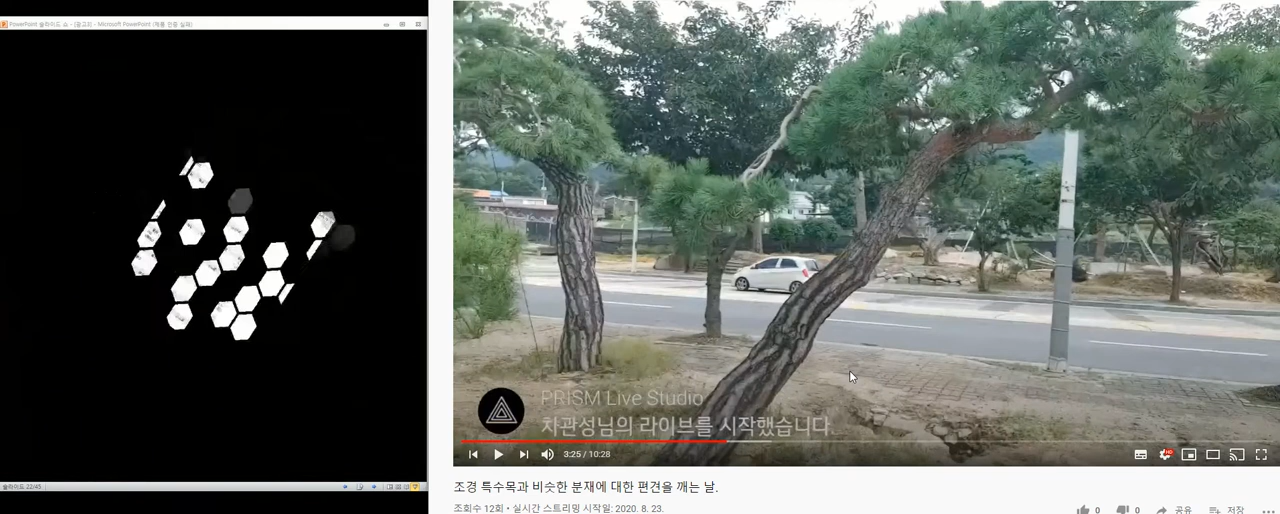 PowerPoint 슬라이드 쇼 - [광고리 - Microsoft PowerPoint (제품 인증 실패)
슬라이드 22/45
PRISM Live Studio
차관성님의 라이브를 시작했습니다.
3:25 / 10:28
HD
조경 특수목과 비슷한 분재에 대한 편견을 깨는 날.
조회수 12회 • 실시간 스트리밍 시작일: 2020. 8. 23.
0
0
공유
저장